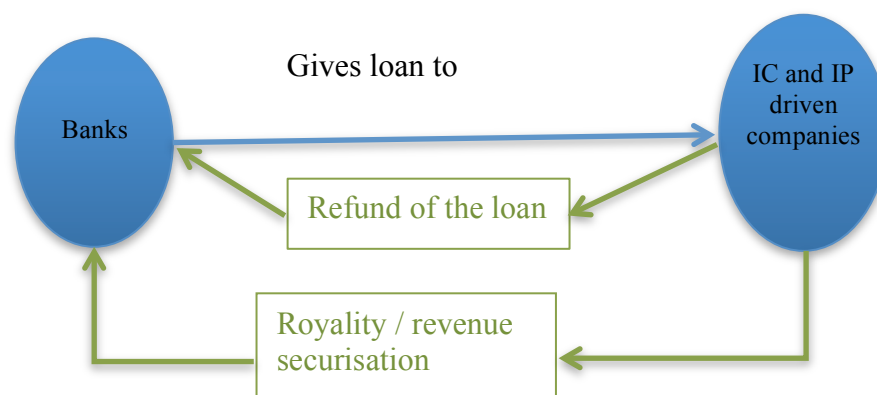 Gives loan to
Banks
IC and IP
driven
companies
Refund of the loan
Royality / revenue
securisation